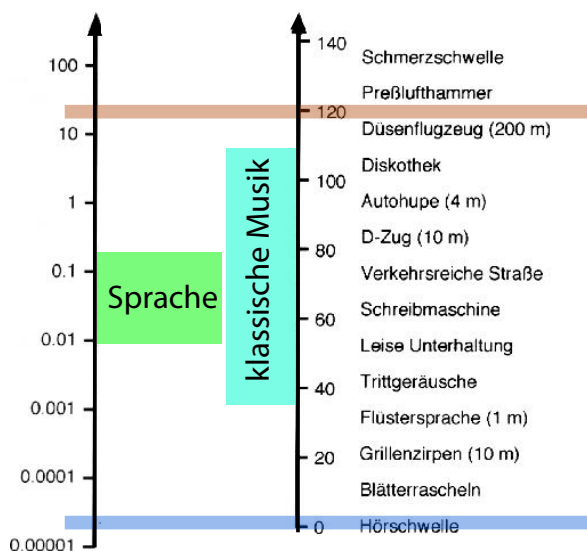 100
10
1
0.1
0.01
0.001
0.0001
0.00001
Sprache
klassische Musik
140
120
100
80
60
40
20
0
Schmerzschwelle
Preßlufthammer
Düsenflugzeug (200 m)
Diskothek
Autohupe (4 m)
D-Zug (10 m)
Verkehrsreiche Straße
Schreibmaschine
Leise Unterhaltung
Trittgeräusche
Flüstersprache (1 m)
Grillenzirpen (10 m)
Blätterrascheln
Hörschwelle